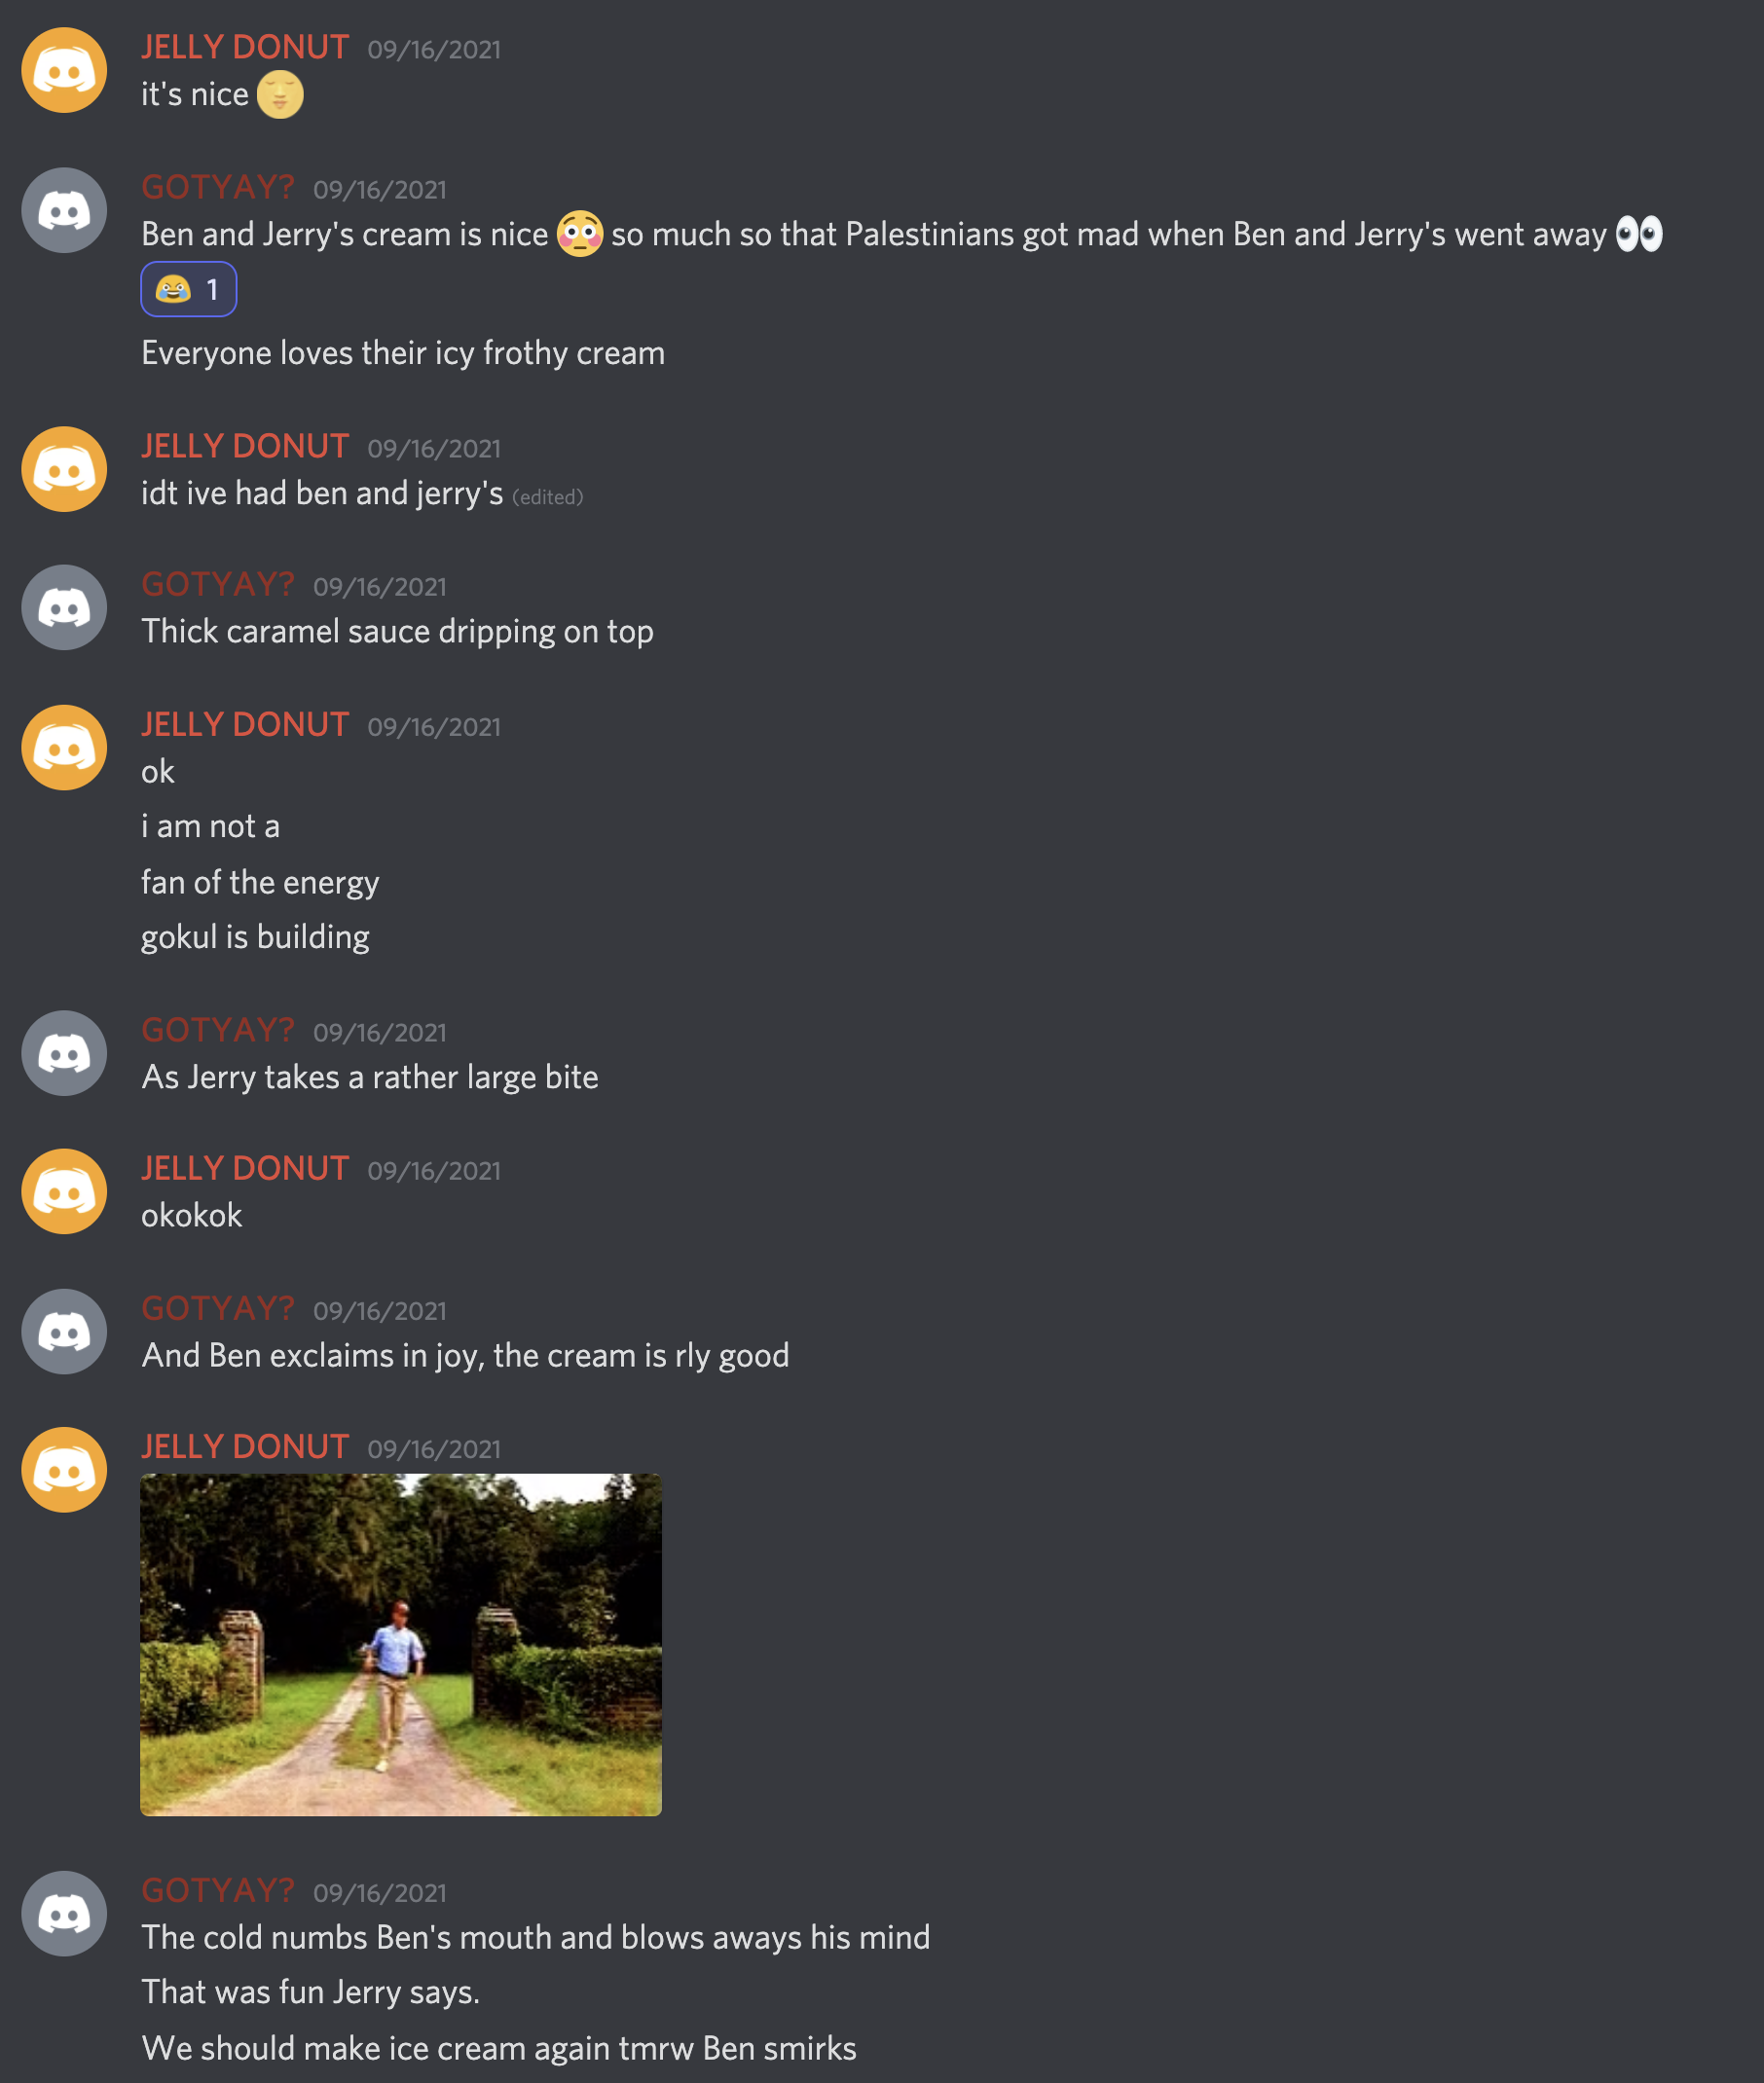 JELLY DONUT 09/16/2021
it's nice
GOTYAY? 09/16/2021
Ben and Jerry's cream is nice 😳 so much so that Palestinians got mad when Ben and Jerry's went away 👀
😂 1
Everyone loves their icy frothy cream
JELLY DONUT 09/16/2021
idt ive had ben and jerry's (edited)
GOTYAY? 09/16/2021
Thick caramel sauce dripping on top
JELLY DONUT 09/16/2021
ok
i am not a
fan of the energy
gokul is building
GOTYAY? 09/16/2021
As Jerry takes a rather large bite
JELLY DONUT 09/16/2021
okokok
GOTYAY? 09/16/2021
And Ben exclaims in joy, the cream is rly good
JELLY DONUT 09/16/2021
GOTYAY? 09/16/2021
The cold numbs Ben's mouth and blows aways his mind
That was fun Jerry says.
We should make ice cream again tmrw Ben smirks